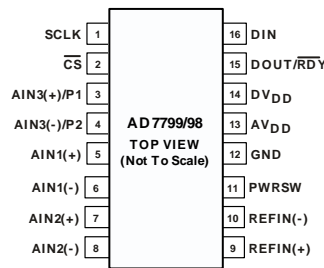 SCLK 1 16 DIN
CS 2 15 DOUT/RDY
AIN3(+)/P1 3 14 DVDD
AIN3(-)/P2 4 13 AVDD
AD7799/98
TOP VIEW
(Not To Scale)
AIN1(+) 5 12 GND
AIN1(-) 6 11 PWRSW
AIN2(+) 7 10 REFIN(-)
AIN2(-) 8 9 REFIN(+)